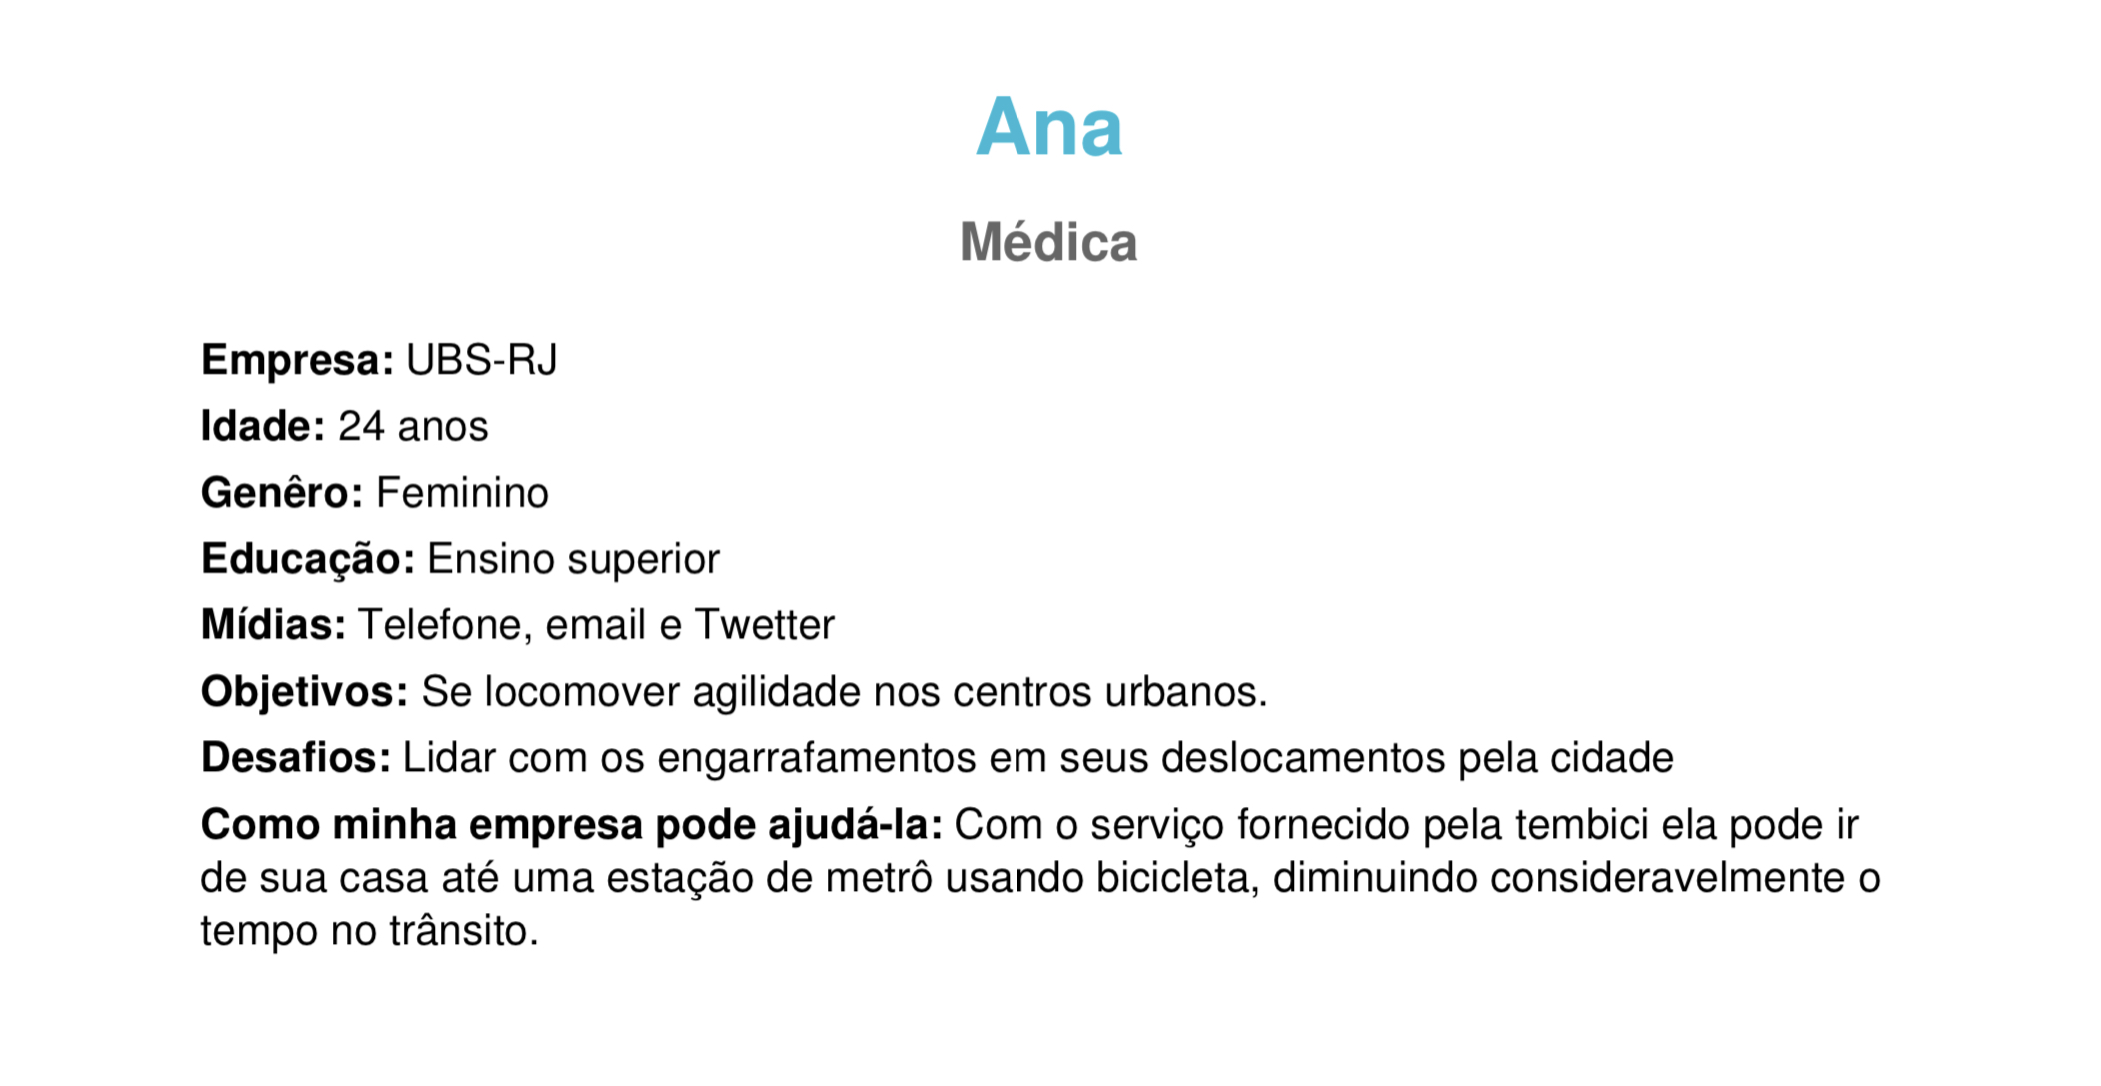 Ana
Médica
Empresa: UBS-RJ
Idade: 24 anos
Genêro: Feminino
Educação: Ensino superior
Mídias: Telefone, email e Twetter
Objetivos: Se locomover agilidade nos centros urbanos.
Desafios: Lidar com os engarrafamentos em seus deslocamentos pela cidade
Como minha empresa pode ajudá-la: Com o serviço fornecido pela tembici ela pode ir
de sua casa até uma estação de metrô usando bicicleta, diminuindo consideravelmente o
tempo no trânsito.